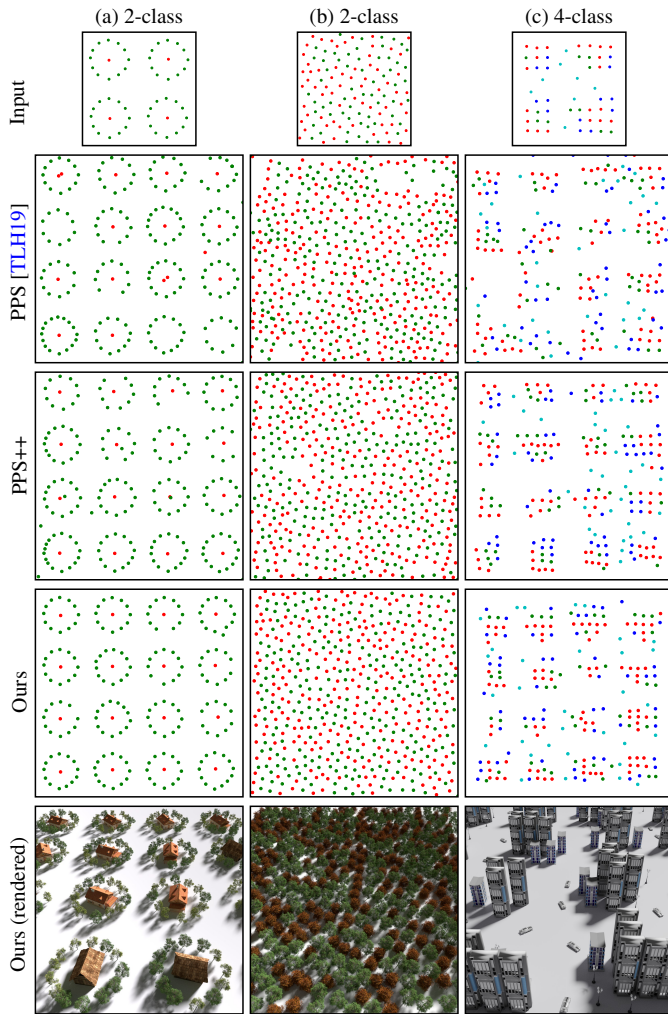 (a) 2-class
(b) 2-class
(c) 4-class
Input
PPS [TLH19]
PPS++
Ours
Ours (rendered)